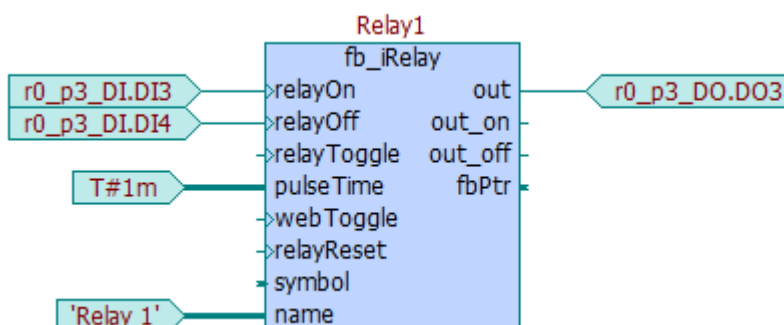 Relay1
fb_iRelay
r0_p3_DI.DI3 relayOn out r0_p3_DO.DO3
r0_p3_DI.DI4 relayOff out_on
relayToggle out_off
T#1m pulseTime fbPtr
webToggle
relayReset
symbol
'Relay 1' name